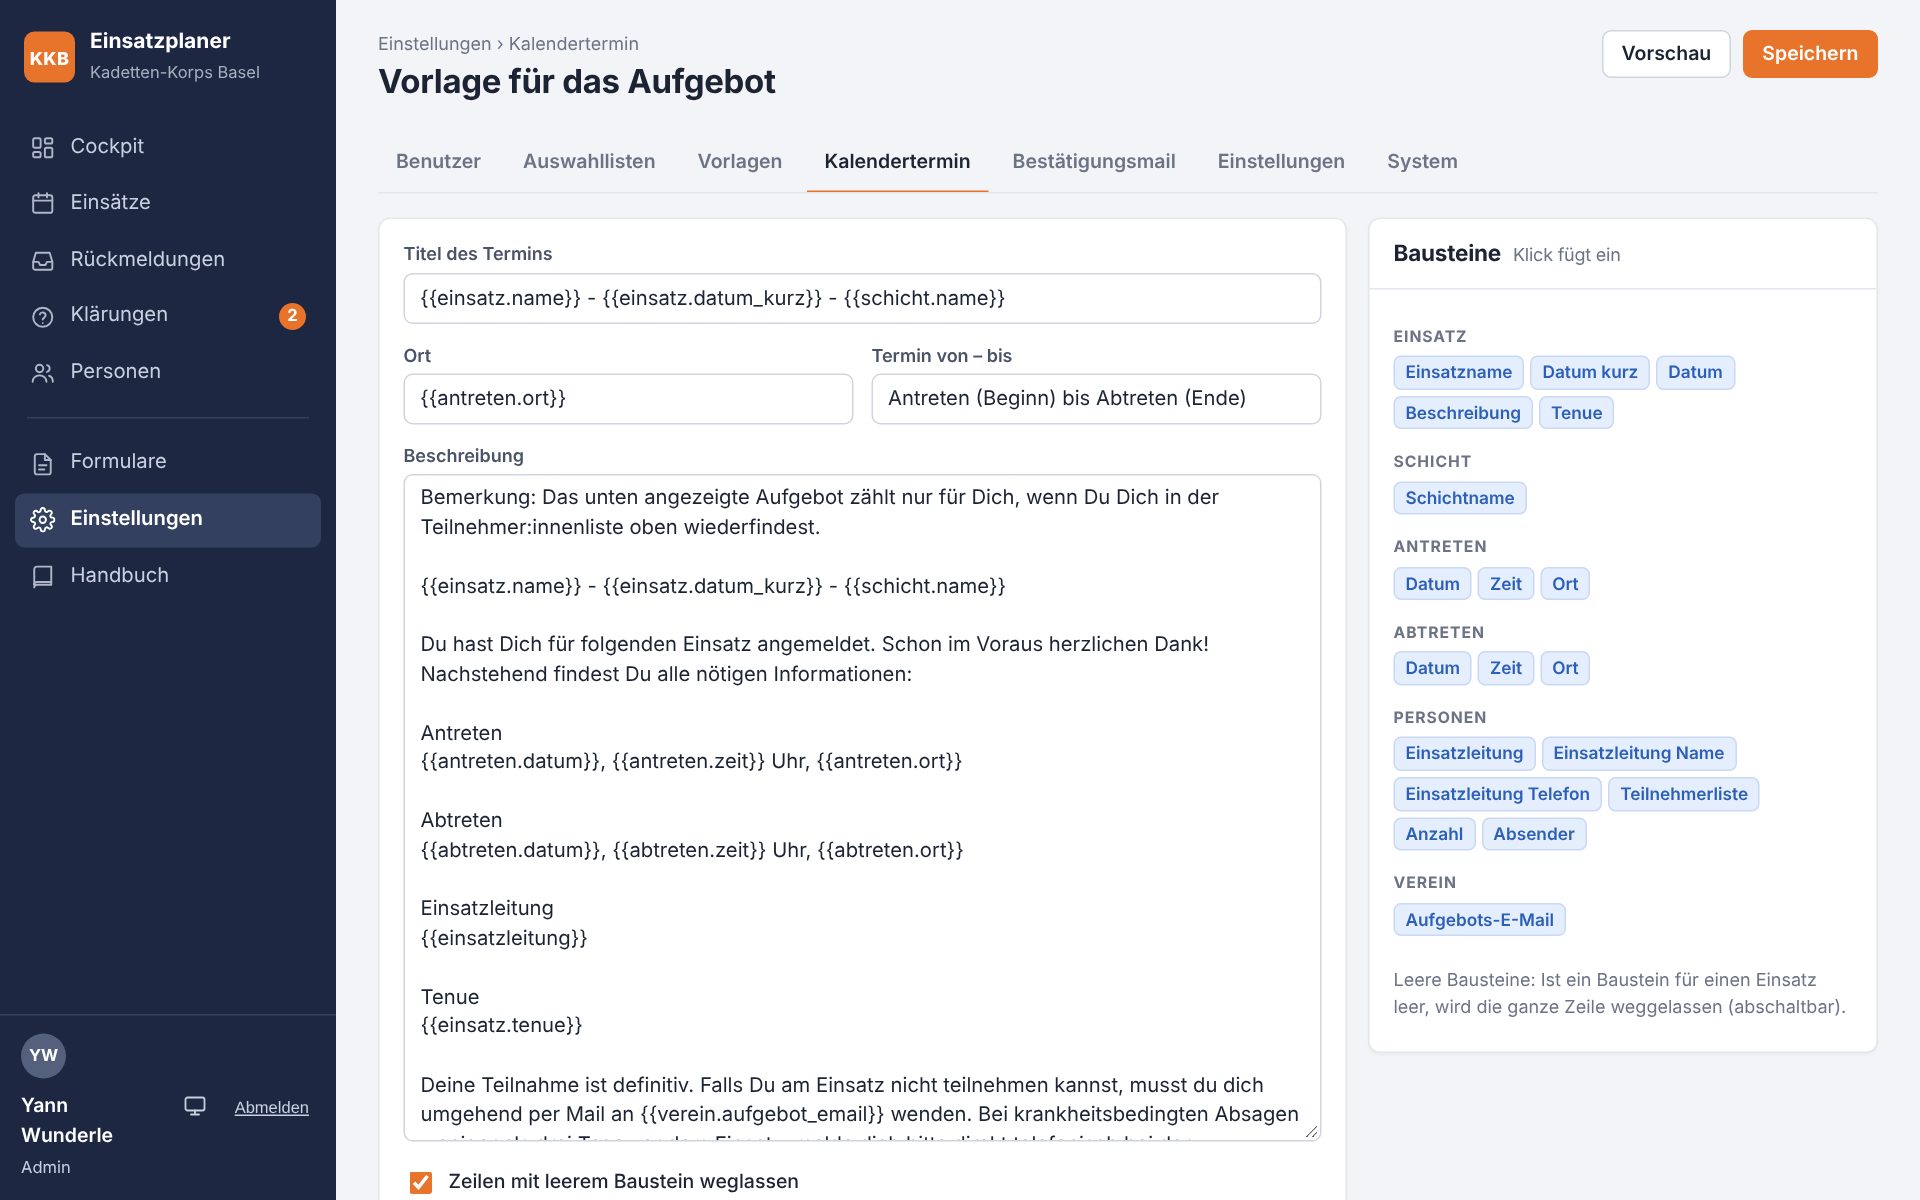 KKB
Einsatzplaner
Kadetten-Korps Basel
Cockpit
Einsätze
Rückmeldungen
Klärungen
2
Personen
Formulare
Einstellungen
Handbuch
YW
Yann
Wunderle
Admin
Abmelden
Einstellungen › Kalendertermin
Vorlage für das Aufgebot
Vorschau
Speichern
Benutzer
Auswahllisten
Vorlagen
Kalendertermin
Bestätigungsmail
Einstellungen
System
Titel des Termins
{{einsatz.name}} - {{einsatz.datum_kurz}} - {{schicht.name}}
Ort
{{antreten.ort}}
Termin von – bis
Antreten (Beginn) bis Abtreten (Ende)
Beschreibung
Bemerkung: Das unten angezeigte Aufgebot zählt nur für Dich, wenn Du Dich in der
Teilnehmer:innenliste oben wiederfindest.
{{einsatz.name}} - {{einsatz.datum_kurz}} - {{schicht.name}}
Du hast Dich für folgenden Einsatz angemeldet. Schon im Voraus herzlichen Dank!
Nachstehend findest Du alle nötigen Informationen:
Antreten
{{antreten.datum}}, {{antreten.zeit}} Uhr, {{antreten.ort}}
Abtreten
{{abtreten.datum}}, {{abtreten.zeit}} Uhr, {{abtreten.ort}}
Einsatzleitung
{{einsatzleitung}}
Tenue
{{einsatz.tenue}}
Deine Teilnahme ist definitiv. Falls Du am Einsatz nicht teilnehmen kannst, musst du dich
umgehend per Mail an {{verein.aufgebot_email}} wenden. Bei krankheitsbedingten Absagen
Zeilen mit leerem Baustein weglassen
Bausteine Klick fügt ein
EINSATZ
Einsatzname Datum kurz Datum
Beschreibung Tenue
SCHICHT
Schichtname
ANTRETEN
Datum Zeit Ort
ABTRETEN
Datum Zeit Ort
PERSONEN
Einsatzleitung Einsatzleitung Name
Einsatzleitung Telefon Teilnehmerliste
Anzahl Absender
VEREIN
Aufgebots-E-Mail
Leere Bausteine: Ist ein Baustein für einen Einsatz
leer, wird die ganze Zeile weggelassen (abschaltbar).